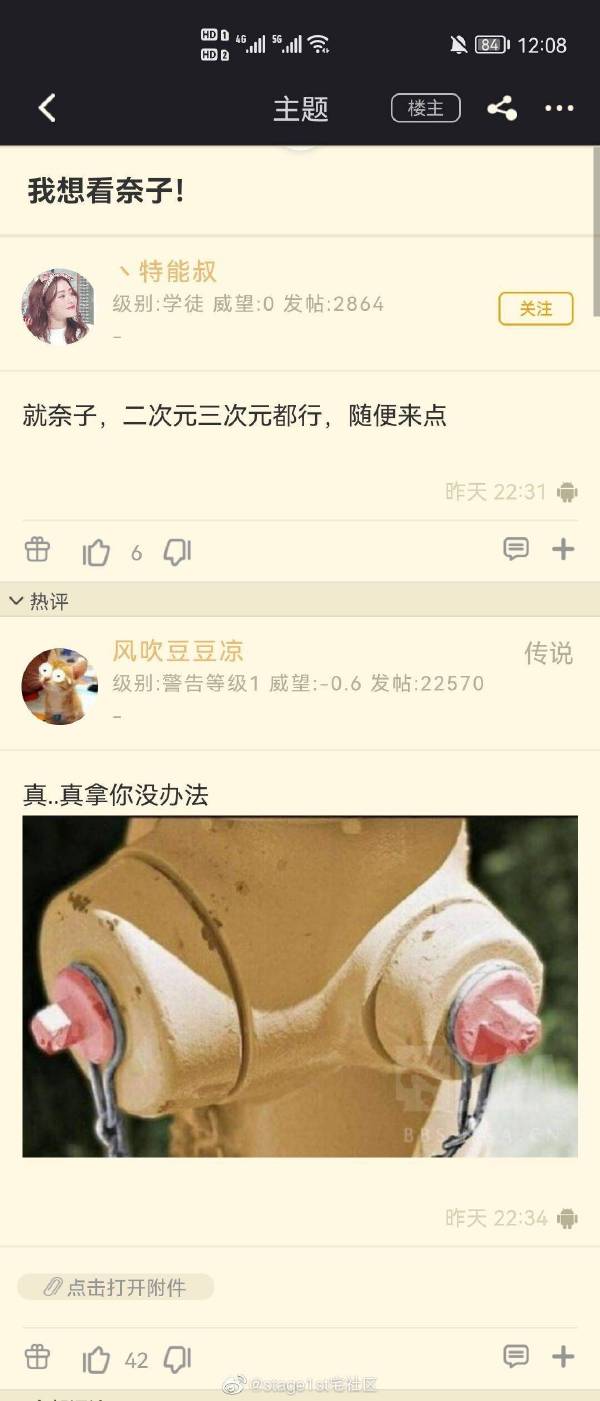 HD 1 4G 5G 84 12:08
HD 2
主题 楼主
我想看奈子!
丶特能叔
级别:学徒 威望:0 发帖:2864
关注
-
就奈子，二次元三次元都行，随便来点
昨天 22:31
6
热评
风吹豆豆凉 传说
级别:警告等级1 威望:-0.6 发帖:22570
-
真..真拿你没办法
昨天 22:34
点击打开附件
42
@stage1st宅社区